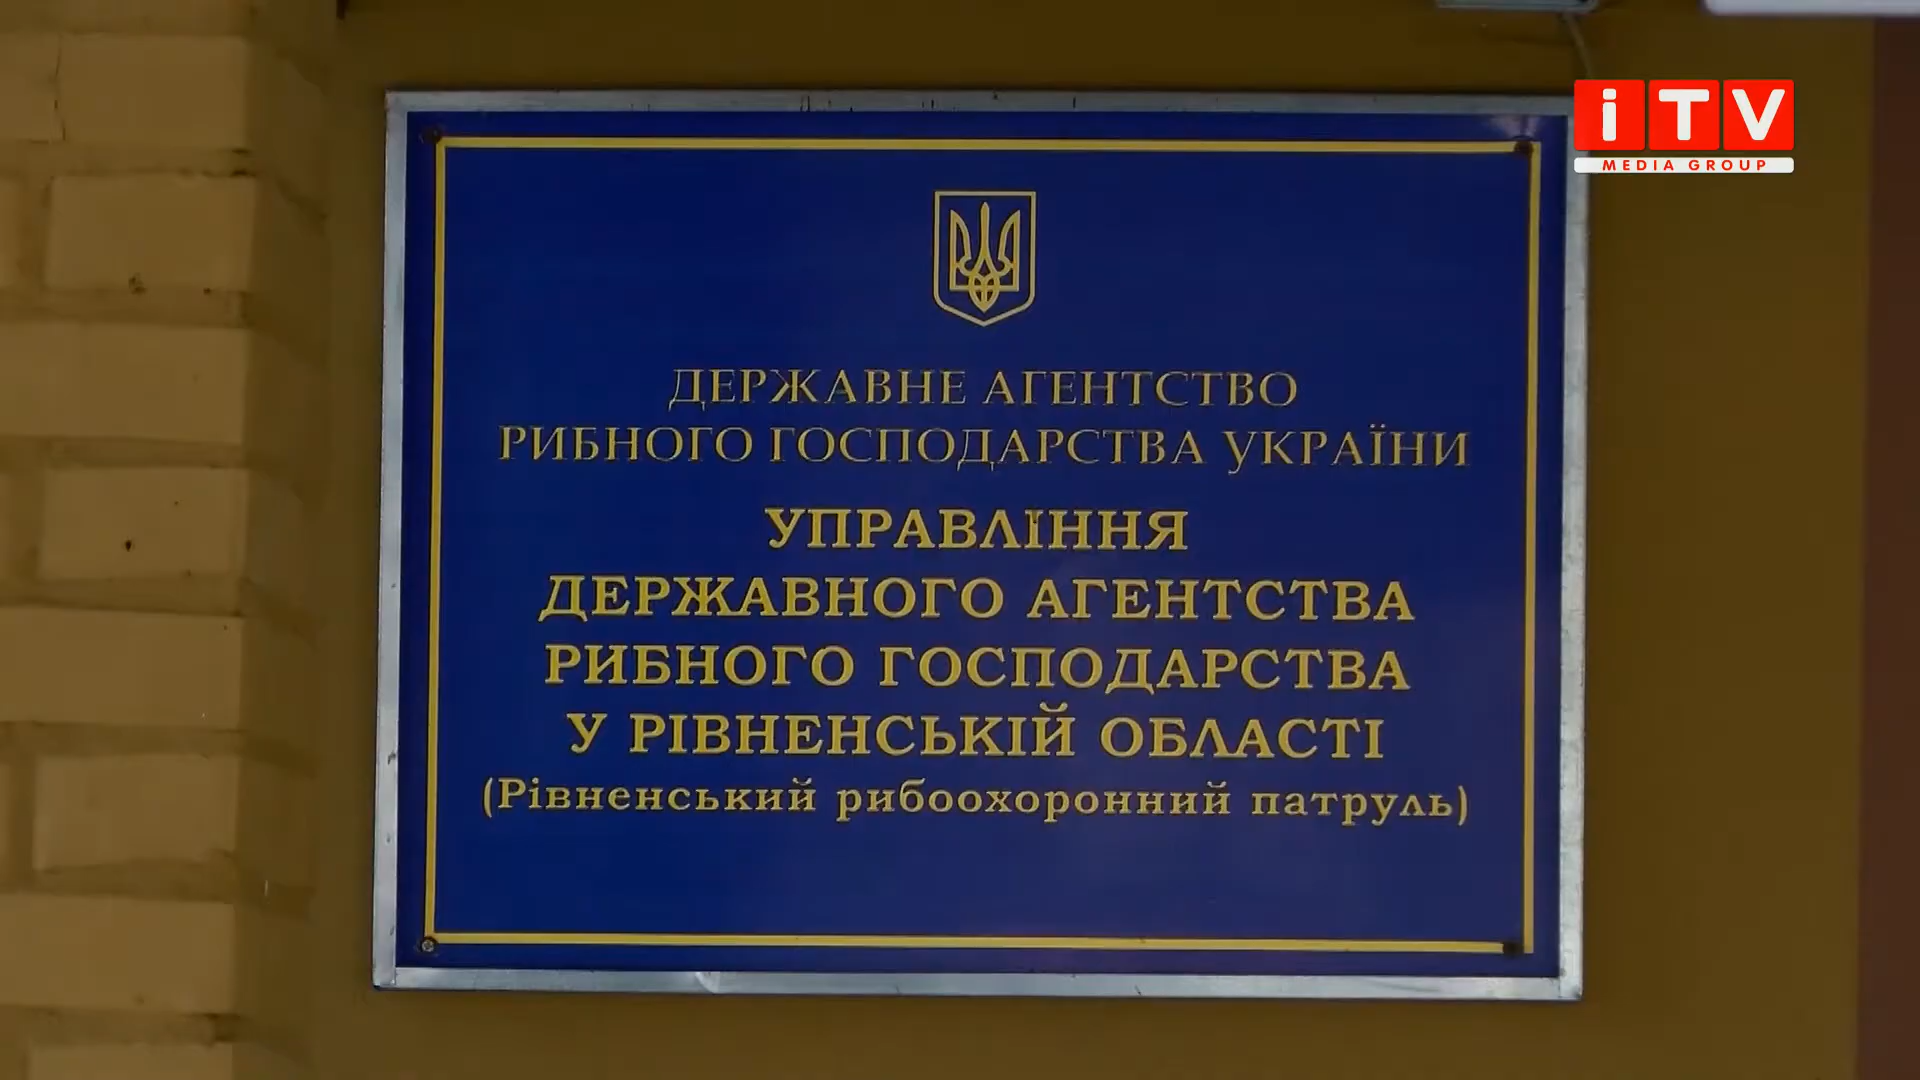 iTV
MEDIA GROUP
ДЕРЖАВНЕ АГЕНТСТВО
РИБНОГО ГОСПОДАРСТВА УКРАЇНИ
УПРАВЛІННЯ
ДЕРЖАВНОГО АГЕНТСТВА
РИБНОГО ГОСПОДАРСТВА
У РІВНЕНСЬКІЙ ОБЛАСТІ
(Рівненський рибоохоронний патруль)